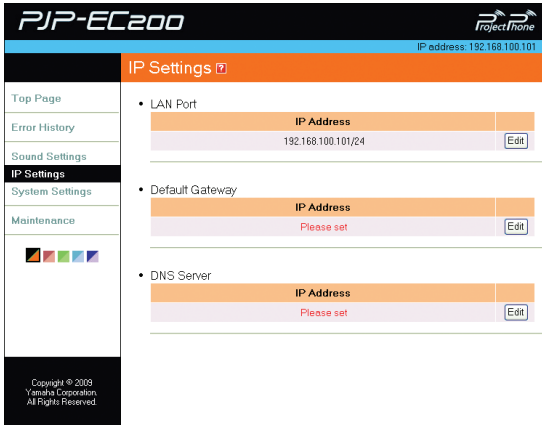 PJP-EC200
ProjectPhone
IP address: 192.168.100.101
IP Settings ?
Top Page
Error History
Sound Settings
IP Settings
System Settings
Maintenance
• LAN Port
IP Address
192.168.100.101/24 Edit
• Default Gateway
IP Address
Please set Edit
• DNS Server
IP Address
Please set Edit
Copyright © 2009
Yamaha Corporation.
All Rights Reserved.